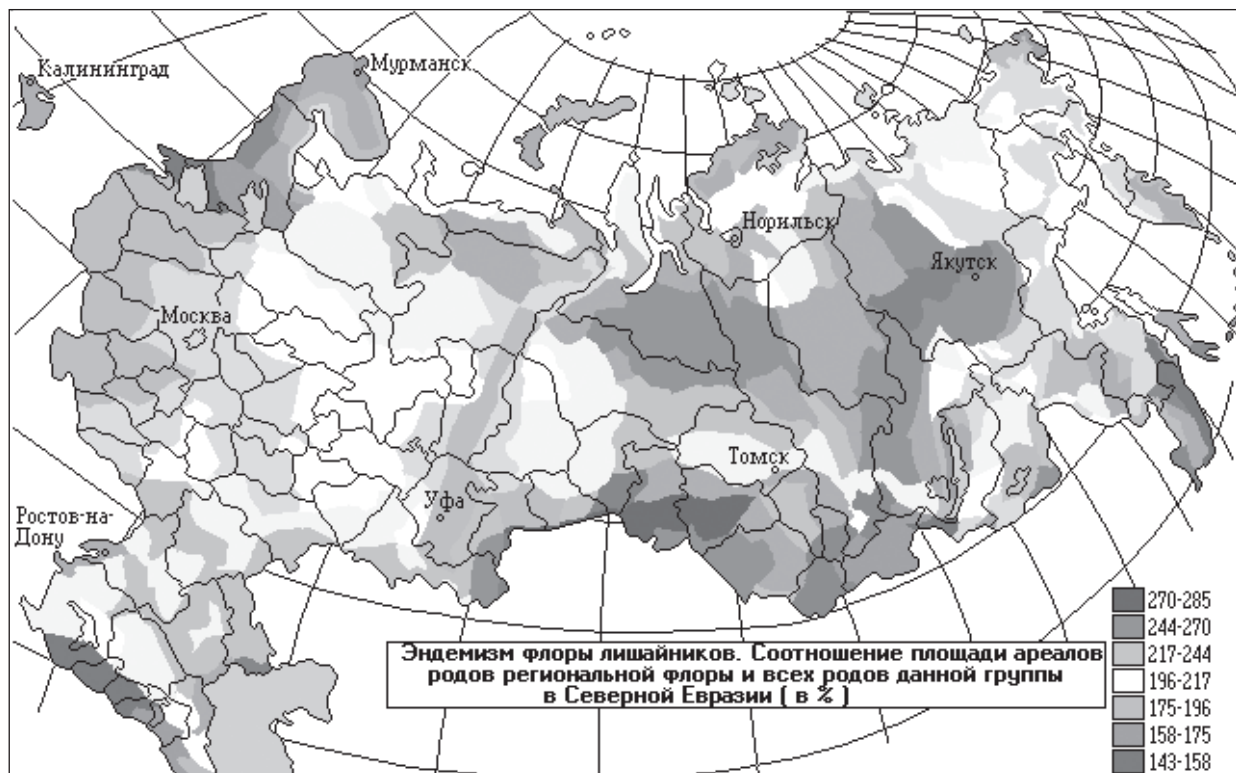 Калининград
Мурманск
Норильск
Якутск
Москва
Томск
Уфа
Ростов-на-
Дону
Эндемизм флоры лишайников. Соотношение площади ареалов
родов региональной флоры и всех родов данной группы
в Северной Евразии ( в % )
270-285
244-270
217-244
196-217
175-196
158-175
143-158